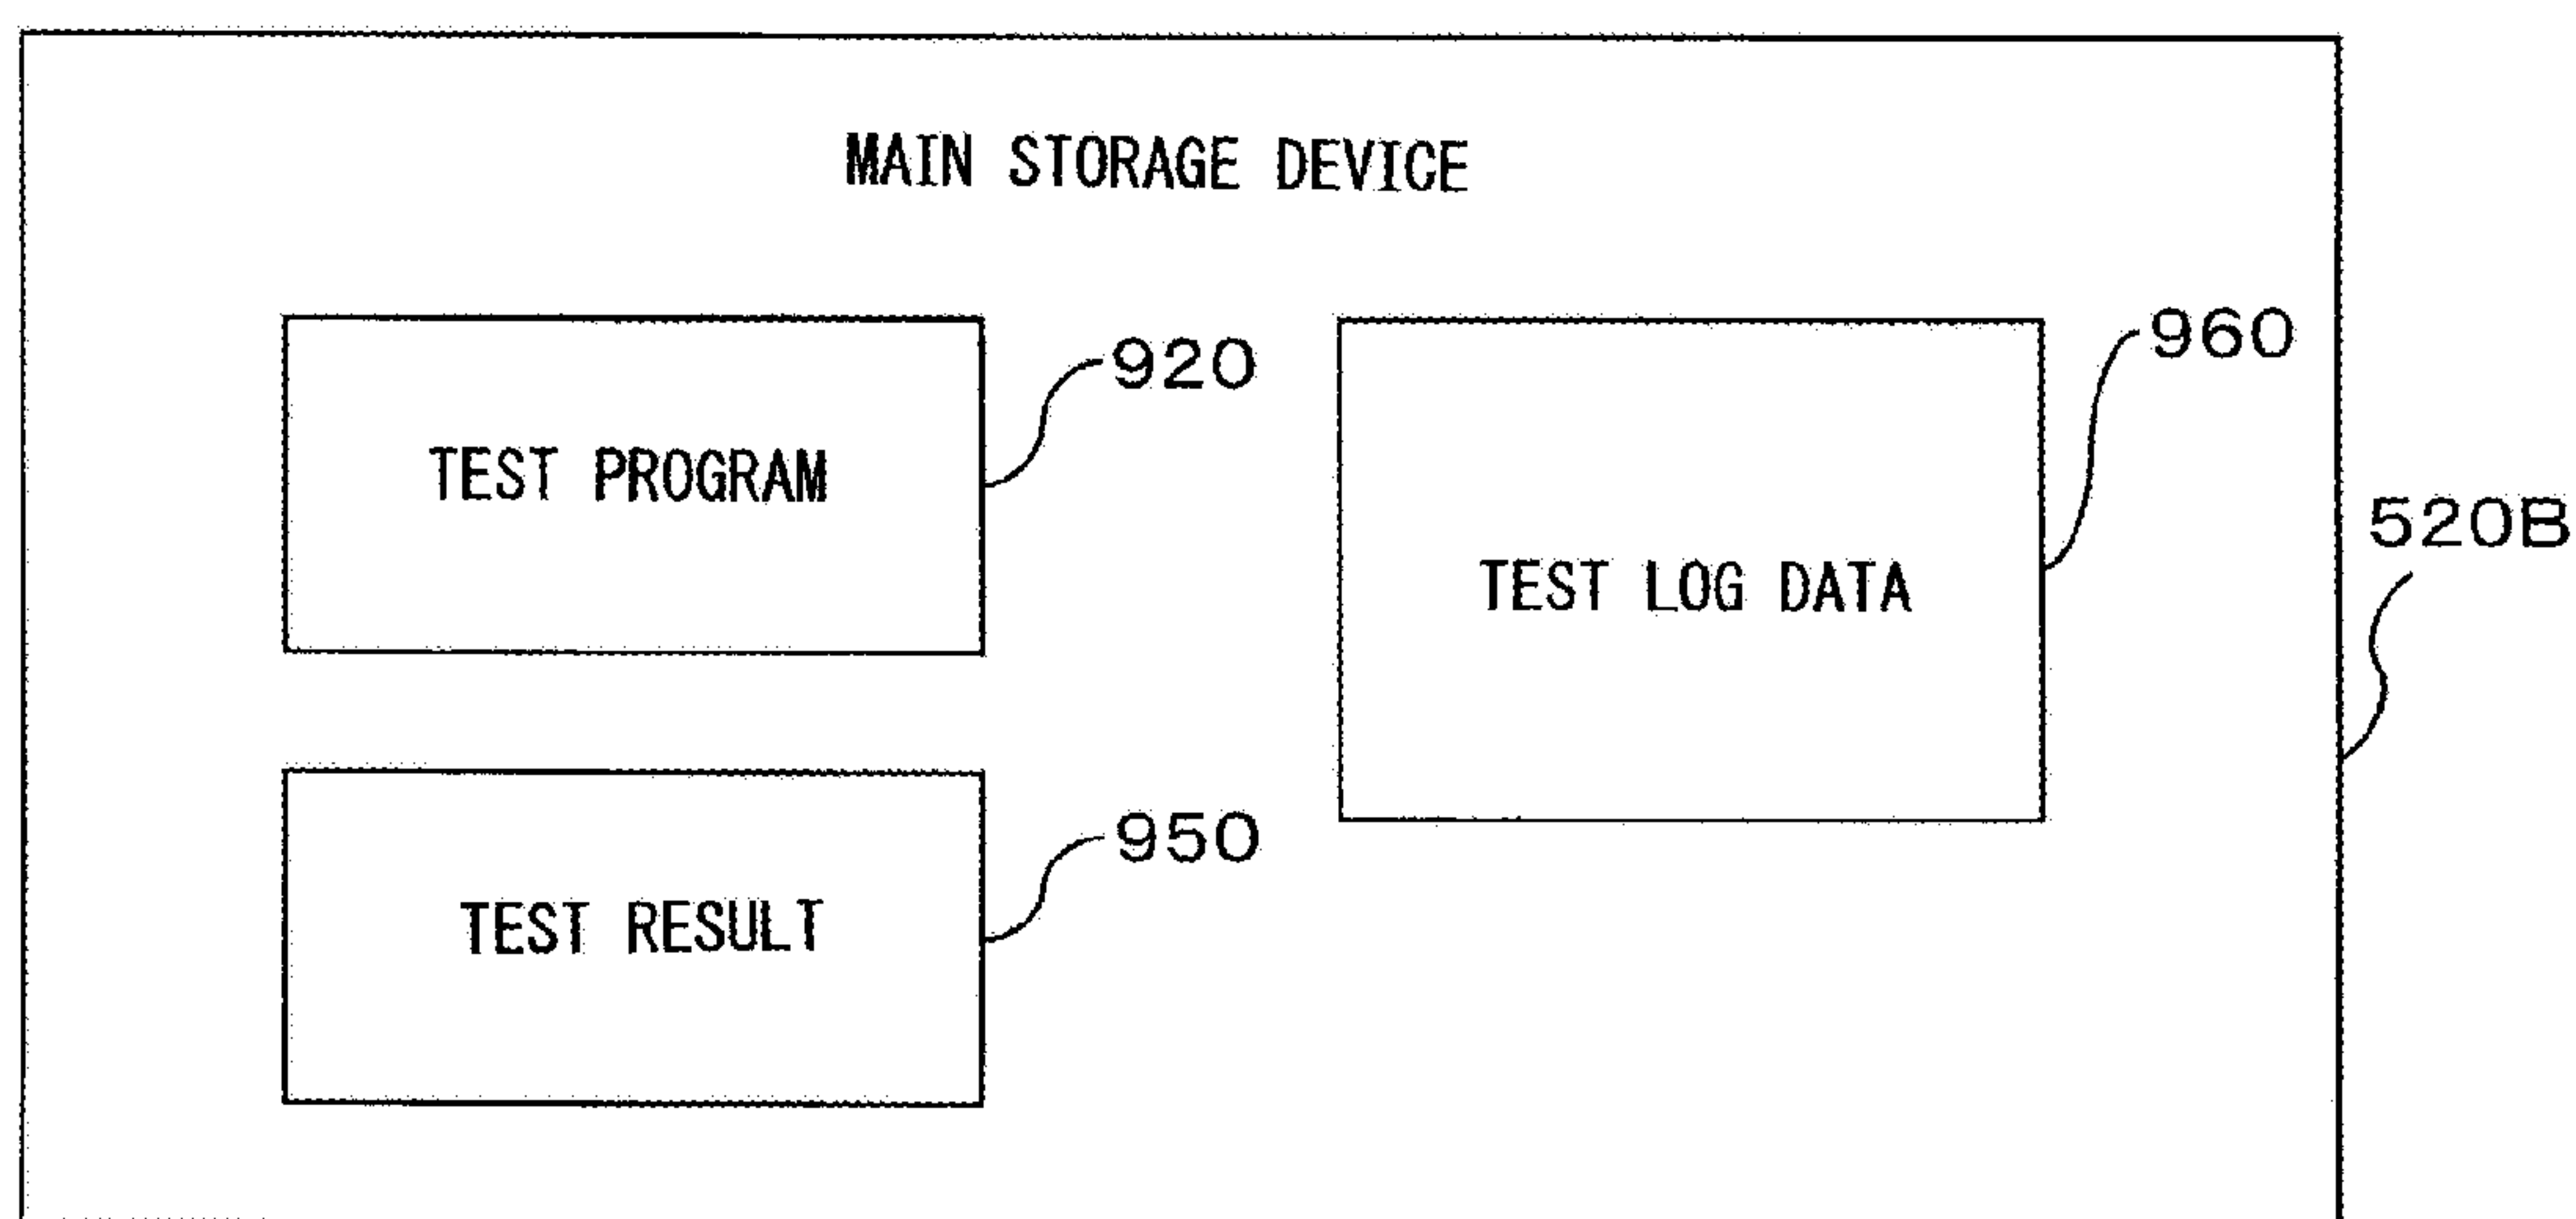 MAIN STORAGE DEVICE
TEST PROGRAM
920
TEST LOG DATA
960
520B
TEST RESULT
950